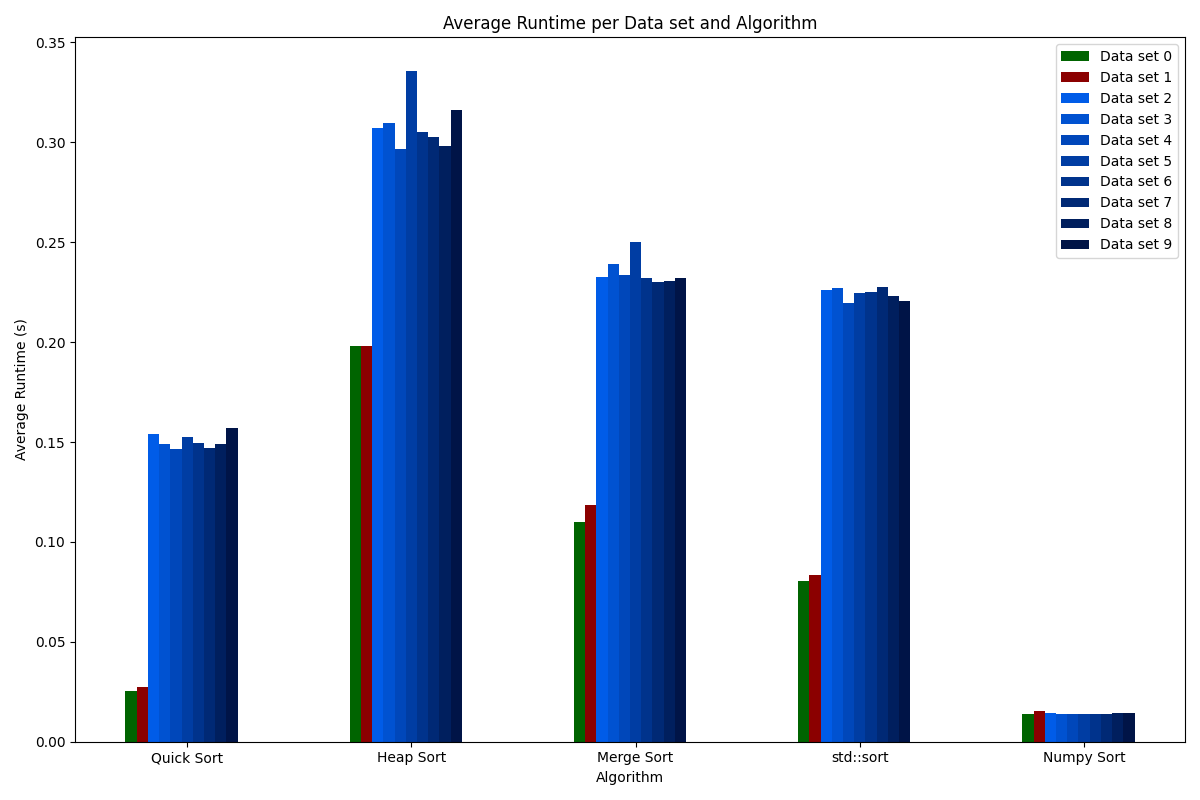 Average Runtime per Data set and Algorithm
Average Runtime (s)
0.35
0.30
0.25
0.20
0.15
0.10
0.05
0.00
Data set 0
Data set 1
Data set 2
Data set 3
Data set 4
Data set 5
Data set 6
Data set 7
Data set 8
Data set 9
Quick Sort
Heap Sort
Merge Sort
std::sort
Numpy Sort
Algorithm